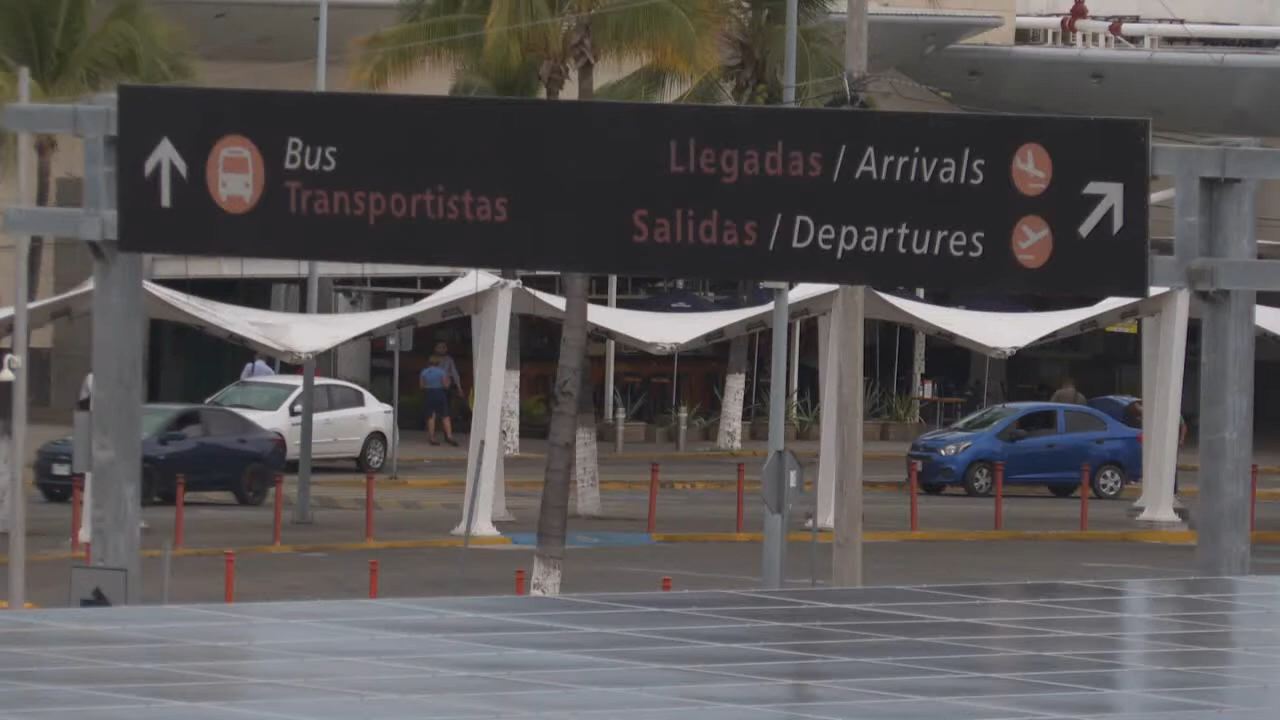 Bus
Transportistas
Llegadas / Arrivals
Salidas / Departures